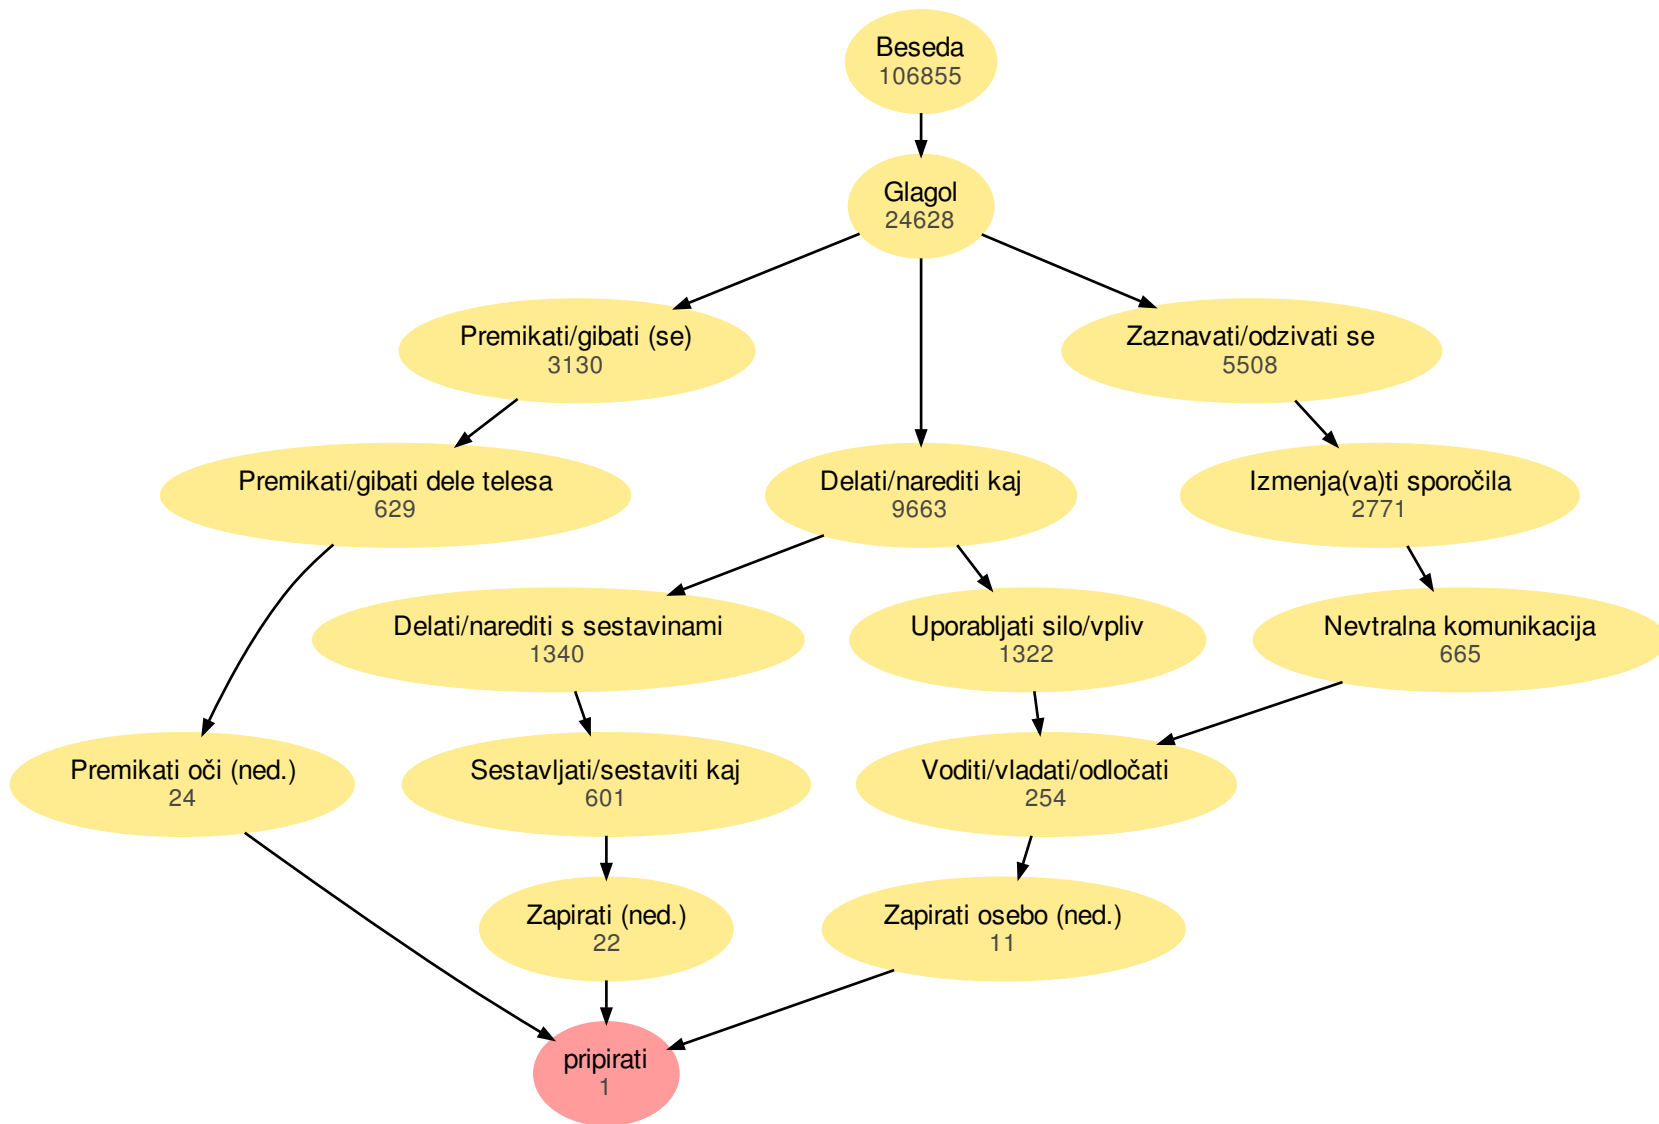 Beseda
106855
Glagol
24628
Premikati/gibati (se)
3130
Zaznavati/odzivati se
5508
Premikati/gibati dele telesa
629
Delati/narediti kaj
9663
Izmenja(va)ti sporočila
2771
Delati/narediti s sestavinami
1340
Uporabljati silo/vpliv
1322
Nevtralna komunikacija
665
Premikati oči (ned.)
24
Sestavljati/sestaviti kaj
601
Voditi/vladati/odločati
254
Zapirati (ned.)
22
Zapirati osebo (ned.)
11
pripirati
1